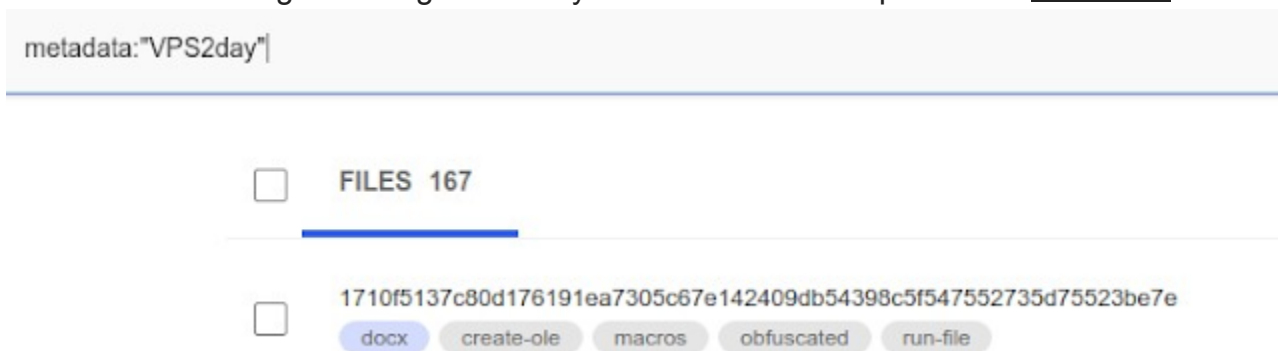 metadata:"VPS2day"
FILES 167
1710f5137c80d176191ea7305c67e142409db54398c5f547552735d75523be7e
docx create-ole macros obfuscated run-file